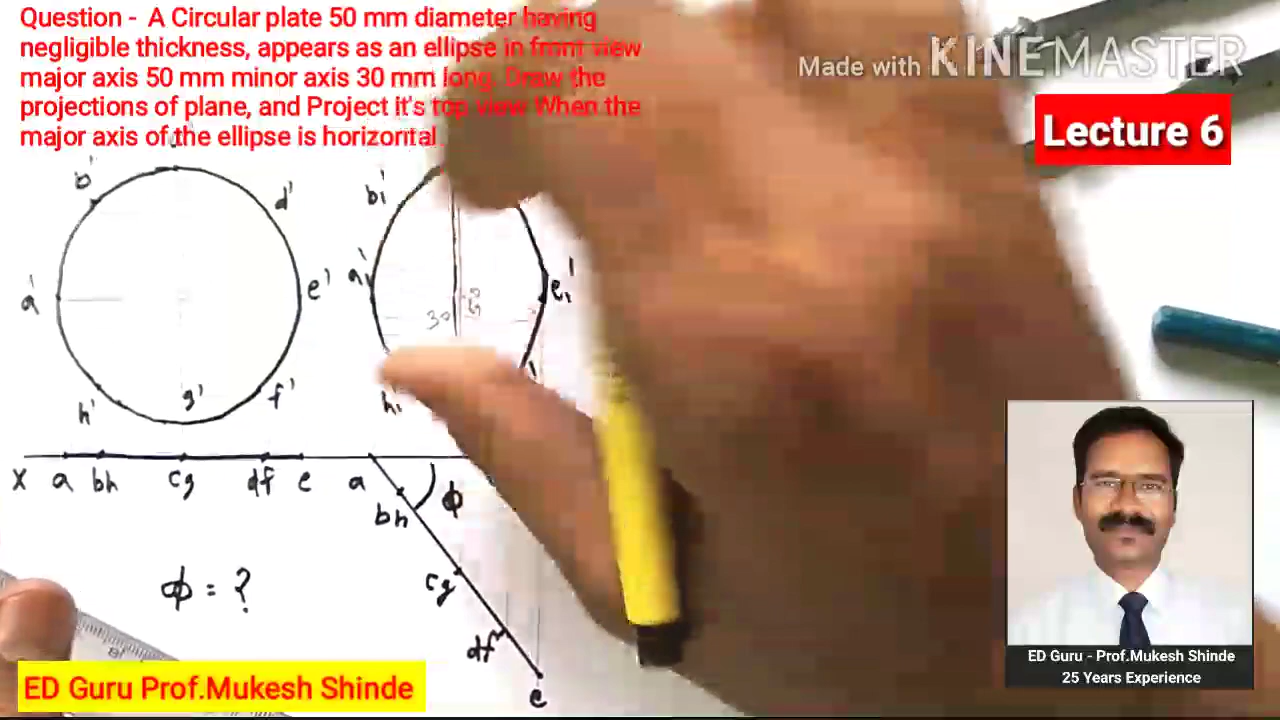 Question - A Circular plate 50 mm diameter having
negligible thickness, appears as an ellipse in front view
major axis 50 mm minor axis 30 mm long. Draw the
projections of plane, and Project it's top view When the
major axis of the ellipse is horizontal
Made with KINEMASTER
Lecture 6
b' d'
a' e'
h' g' f'
b1'
a1' e1'
30
h1'
X a bh cg df e a
bh ϕ
cg
df
e
ϕ = ?
ED Guru Prof.Mukesh Shinde
ED Guru - Prof.Mukesh Shinde
25 Years Experience